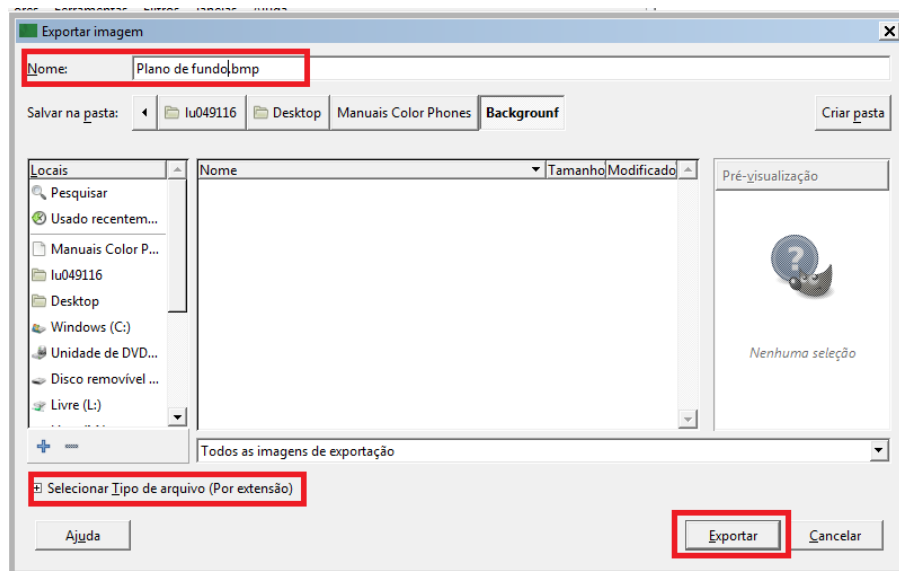 Exportar imagem
Nome: Plano de fundo.bmp
Salvar na pasta: lu049116 Desktop Manuais Color Phones Backgrounf Criar pasta
Locais Nome Tamanho Modificado Pré-visualização
Pesquisar
Usado recentem...
Manuais Color P...
lu049116
Desktop
Windows (C:)
Unidade de DVD... Nenhuma seleção
Disco removível ...
Livre (L:)
Todos as imagens de exportação
Selecionar Tipo de arquivo (Por extensão)
Ajuda Exportar Cancelar